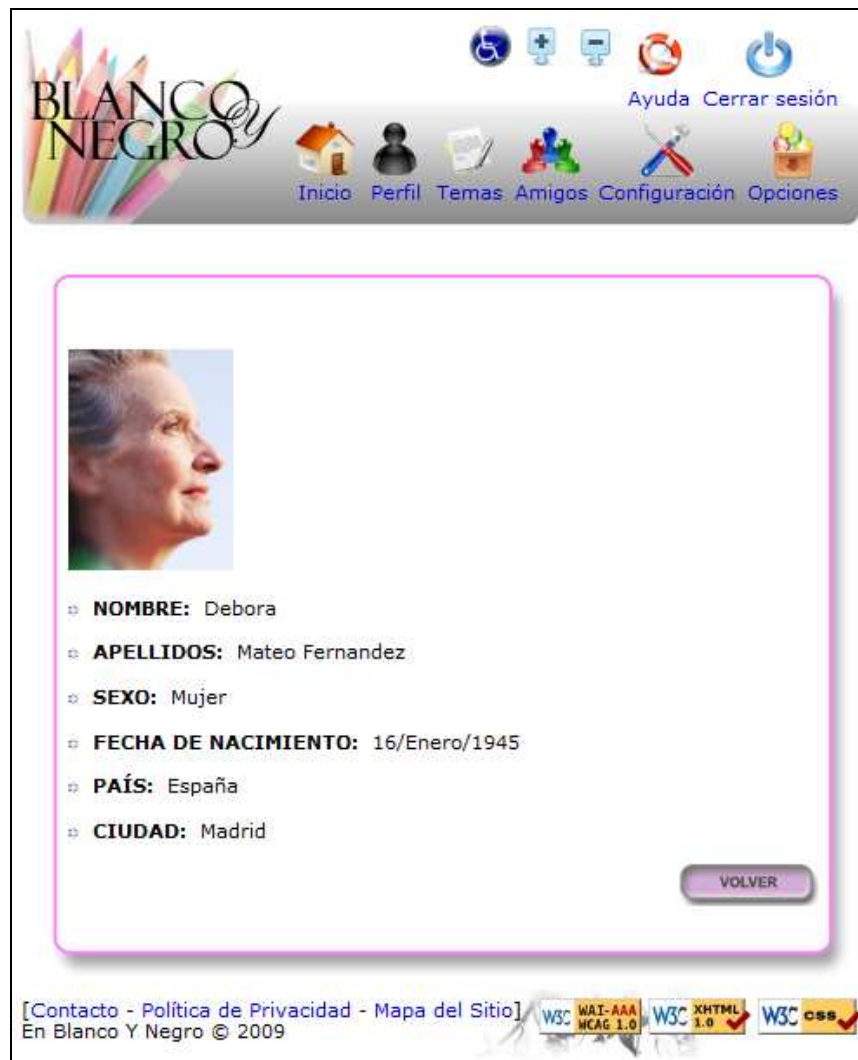 BLANCO y
NEGRO
Ayuda Cerrar sesión
Inicio Perfil Temas Amigos Configuración Opciones
NOMBRE: Debora
APELLIDOS: Mateo Fernandez
SEXO: Mujer
FECHA DE NACIMIENTO: 16/Enero/1945
PAÍS: España
CIUDAD: Madrid
VOLVER
[Contacto - Política de Privacidad - Mapa del Sitio]
En Blanco Y Negro © 2009
W3C WAI-AAA WCAG 1.0
W3C XHTML 1.0
W3C css